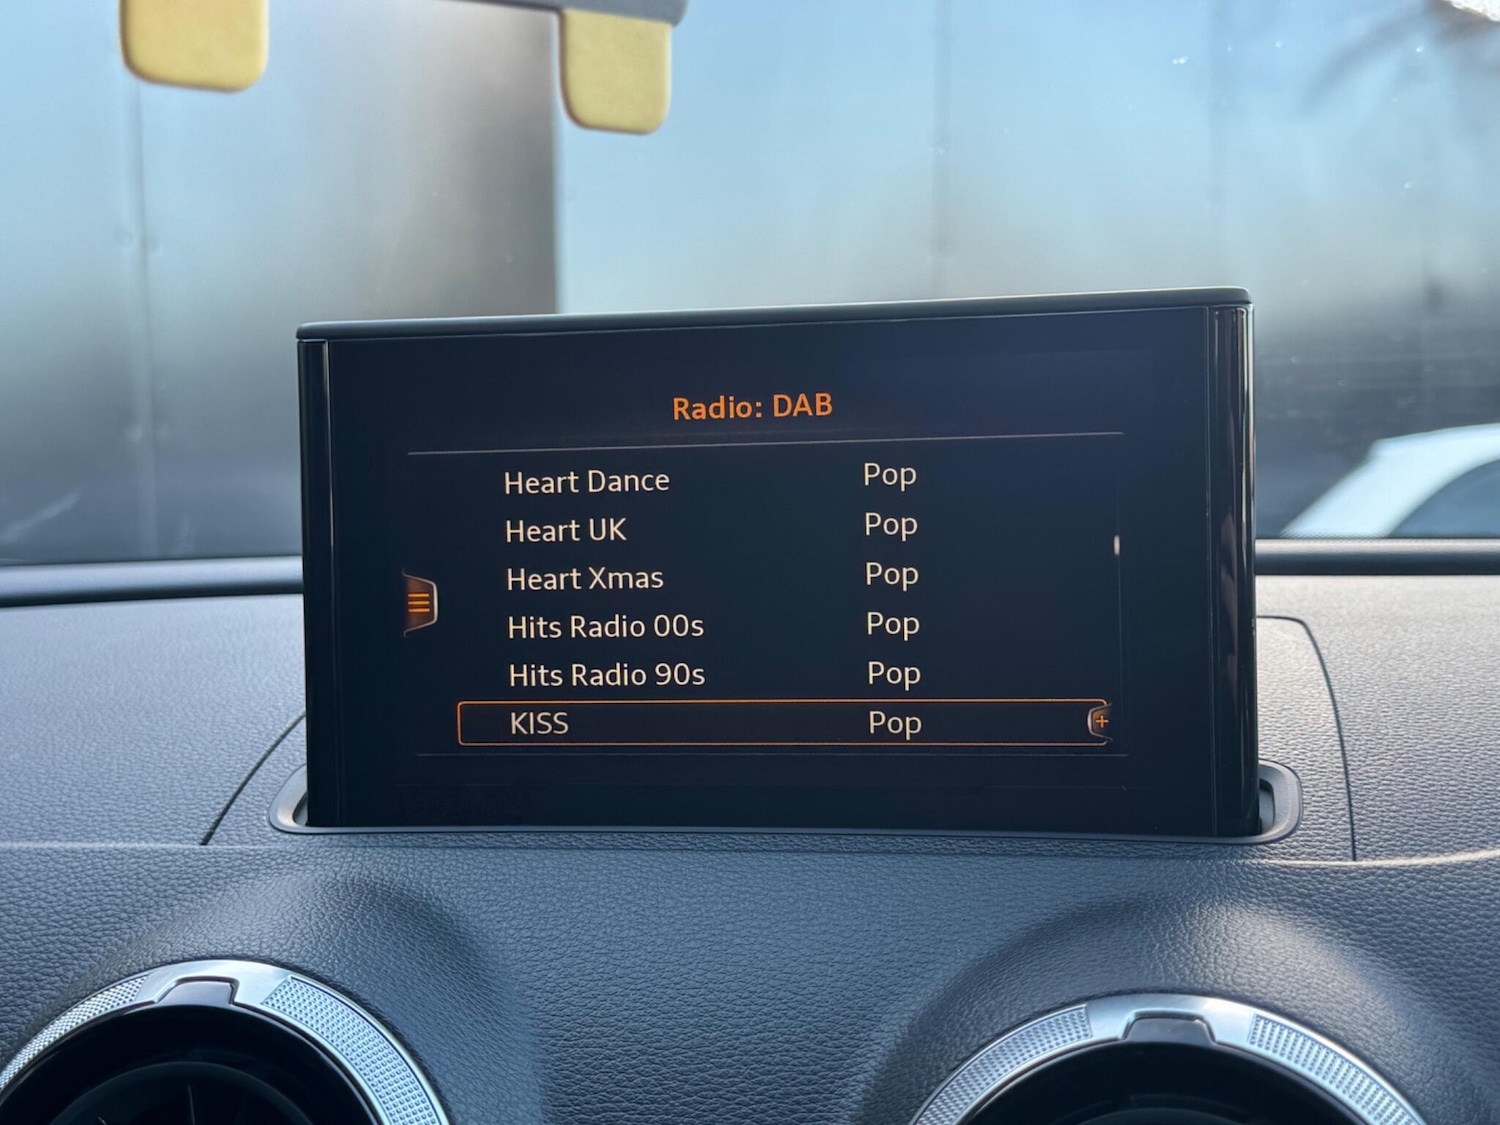 Radio: DAB
Heart Dance Pop
Heart UK Pop
Heart Xmas Pop
Hits Radio 00s Pop
Hits Radio 90s Pop
KISS Pop